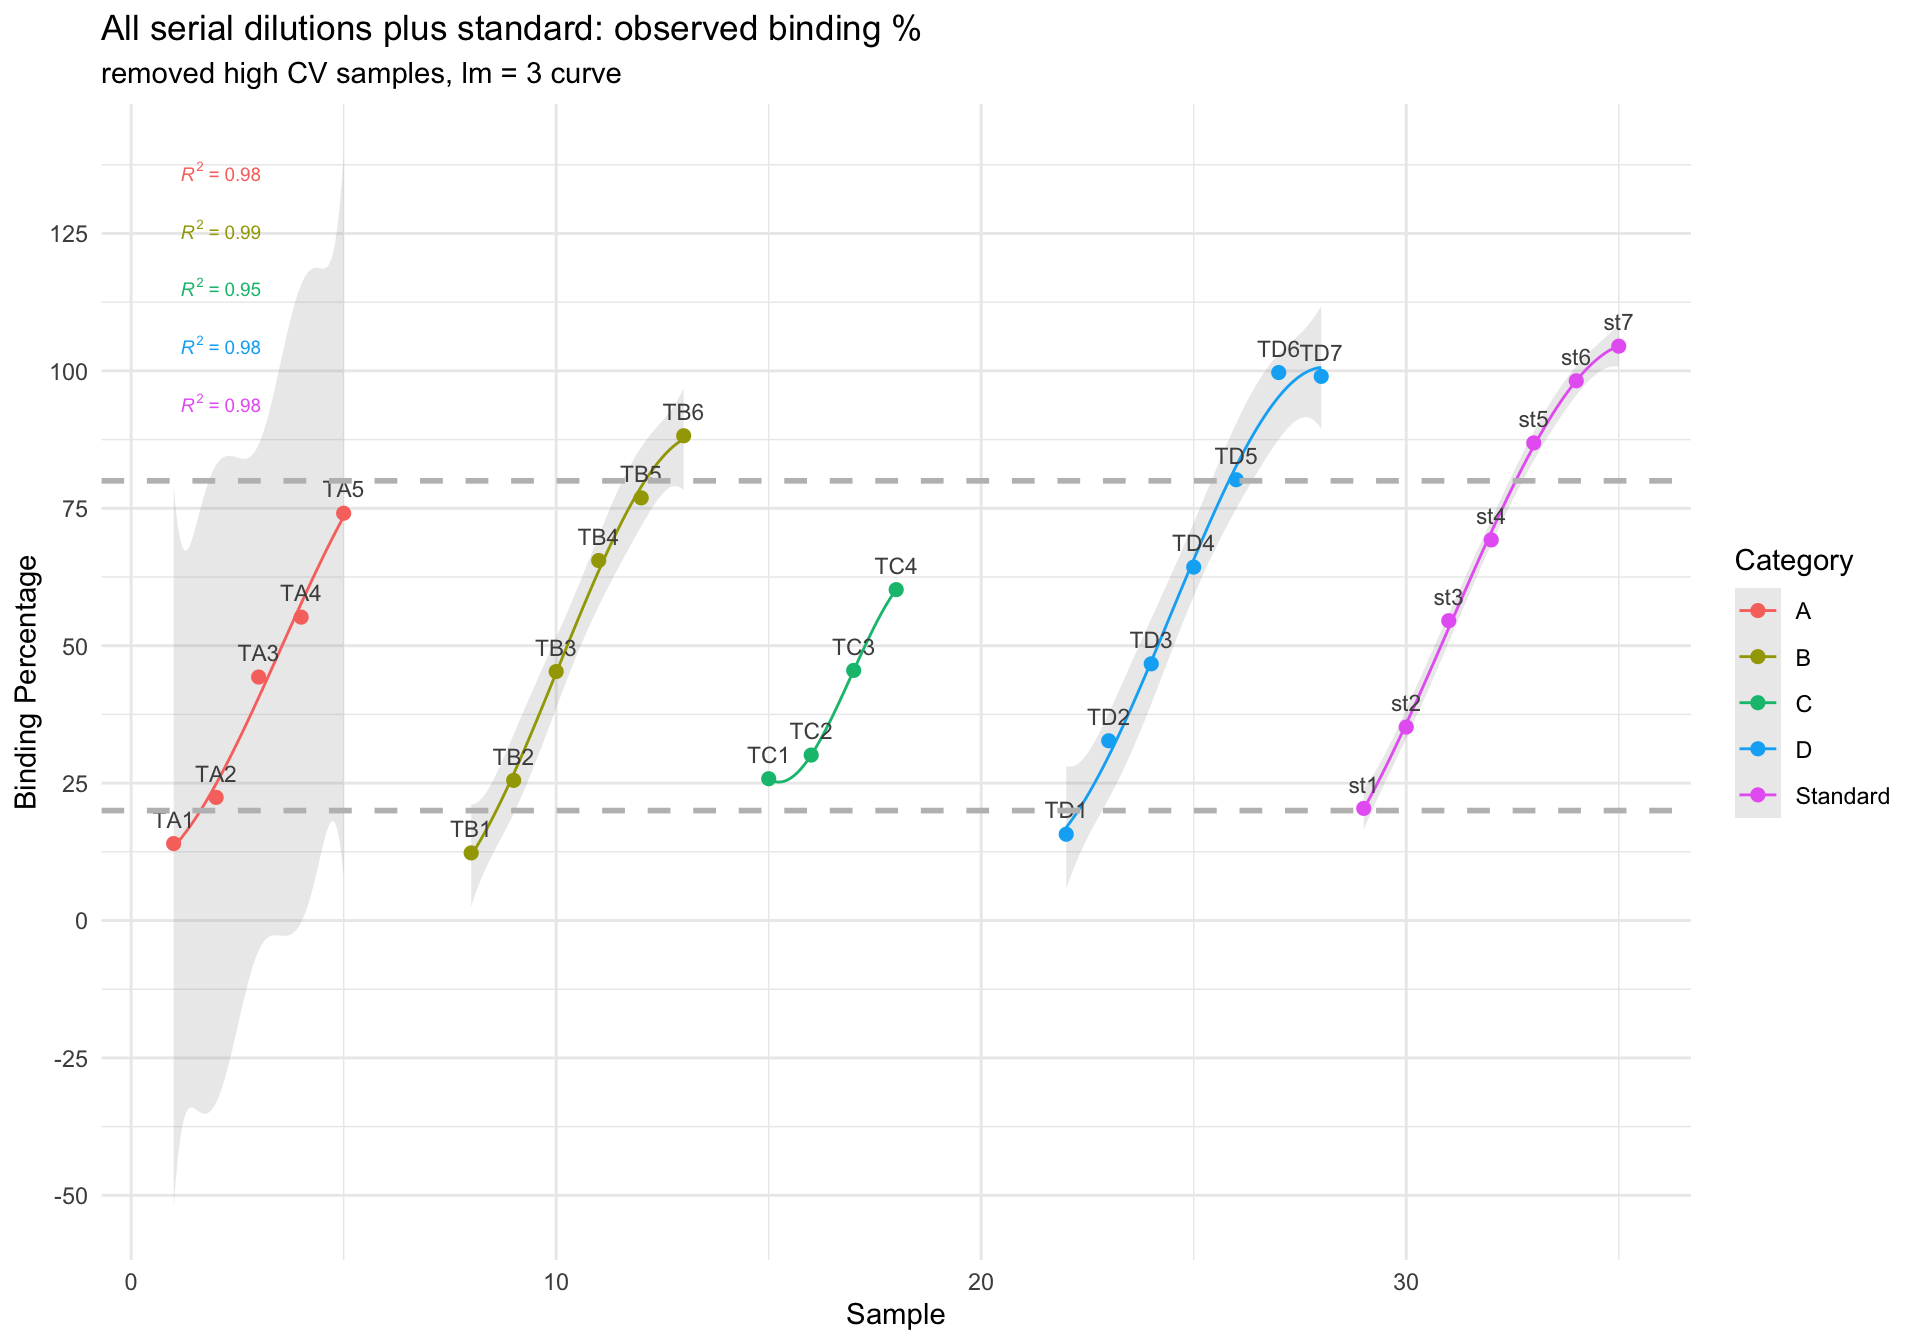 All serial dilutions plus standard: observed binding %
removed high CV samples, lm = 3 curve
R² = 0.98
R² = 0.99
R² = 0.95
R² = 0.98
R² = 0.98
125
100
75
50
25
0
-25
-50
Binding Percentage
TA1
TA2
TA3
TA4
TA5
TB1
TB2
TB3
TB4
TB5
TB6
TC1
TC2
TC3
TC4
TD1
TD2
TD3
TD4
TD5
TD6
TD7
st1
st2
st3
st4
st5
st6
st7
0
10
20
30
Sample
Category
A
B
C
D
Standard